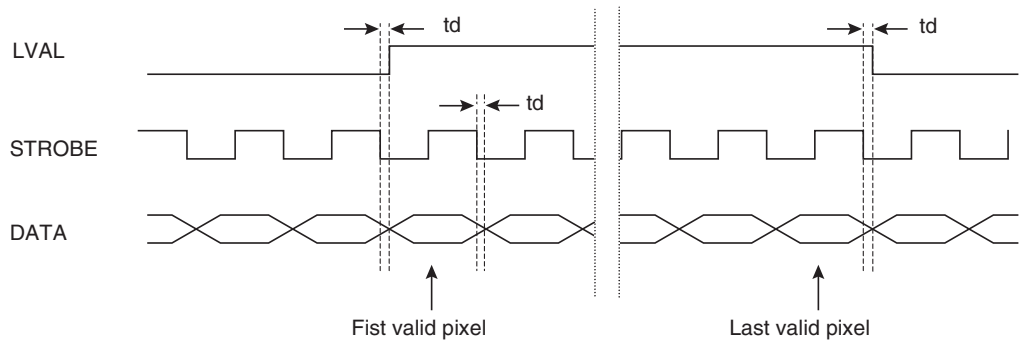 td
td
LVAL
td
STROBE
DATA
Fist valid pixel
Last valid pixel